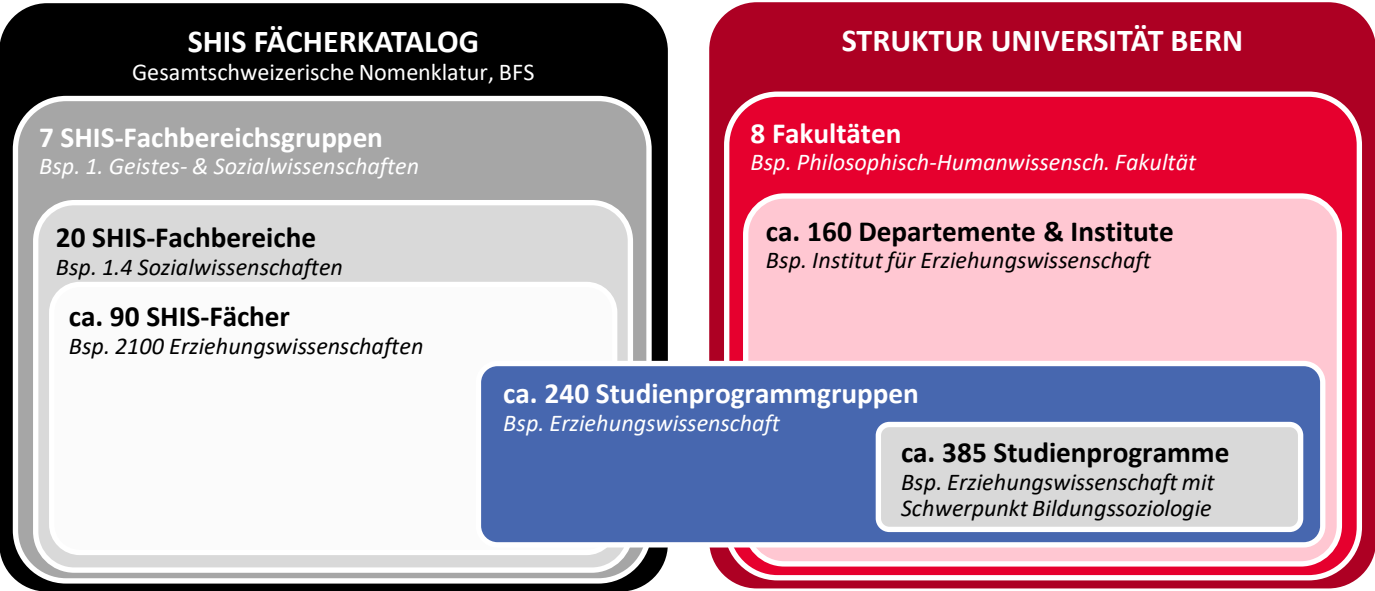 SHIS FÄCHERKATALOG
Gesamtschweizerische Nomenklatur, BFS
7 SHIS-Fachbereichsgruppen
Bsp. 1. Geistes- & Sozialwissenschaften
20 SHIS-Fachbereiche
Bsp. 1.4 Sozialwissenschaften
ca. 90 SHIS-Fächer
Bsp. 2100 Erziehungswissenschaften
STRUKTUR UNIVERSITÄT BERN
8 Fakultäten
Bsp. Philosophisch-Humanwissensch. Fakultät
ca. 160 Departemente & Institute
Bsp. Institut für Erziehungswissenschaft
ca. 240 Studienprogrammgruppen
Bsp. Erziehungswissenschaft
ca. 385 Studienprogramme
Bsp. Erziehungswissenschaft mit
Schwerpunkt Bildungssoziologie